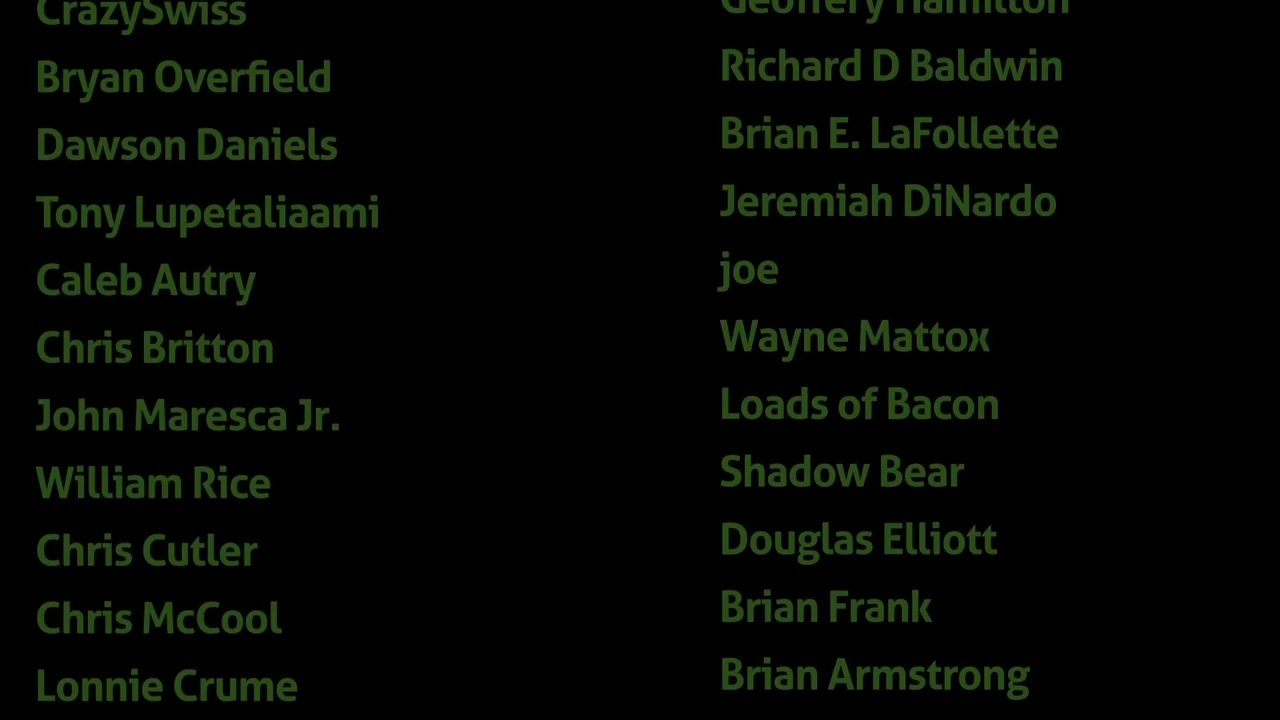 CrazySwiss
Bryan Overfield
Dawson Daniels
Tony Lupetaliaami
Caleb Autry
Chris Britton
John Maresca Jr.
William Rice
Chris Cutler
Chris McCool
Lonnie Crume
Geoffery Hamilton
Richard D Baldwin
Brian E. LaFollette
Jeremiah DiNardo
joe
Wayne Mattox
Loads of Bacon
Shadow Bear
Douglas Elliott
Brian Frank
Brian Armstrong